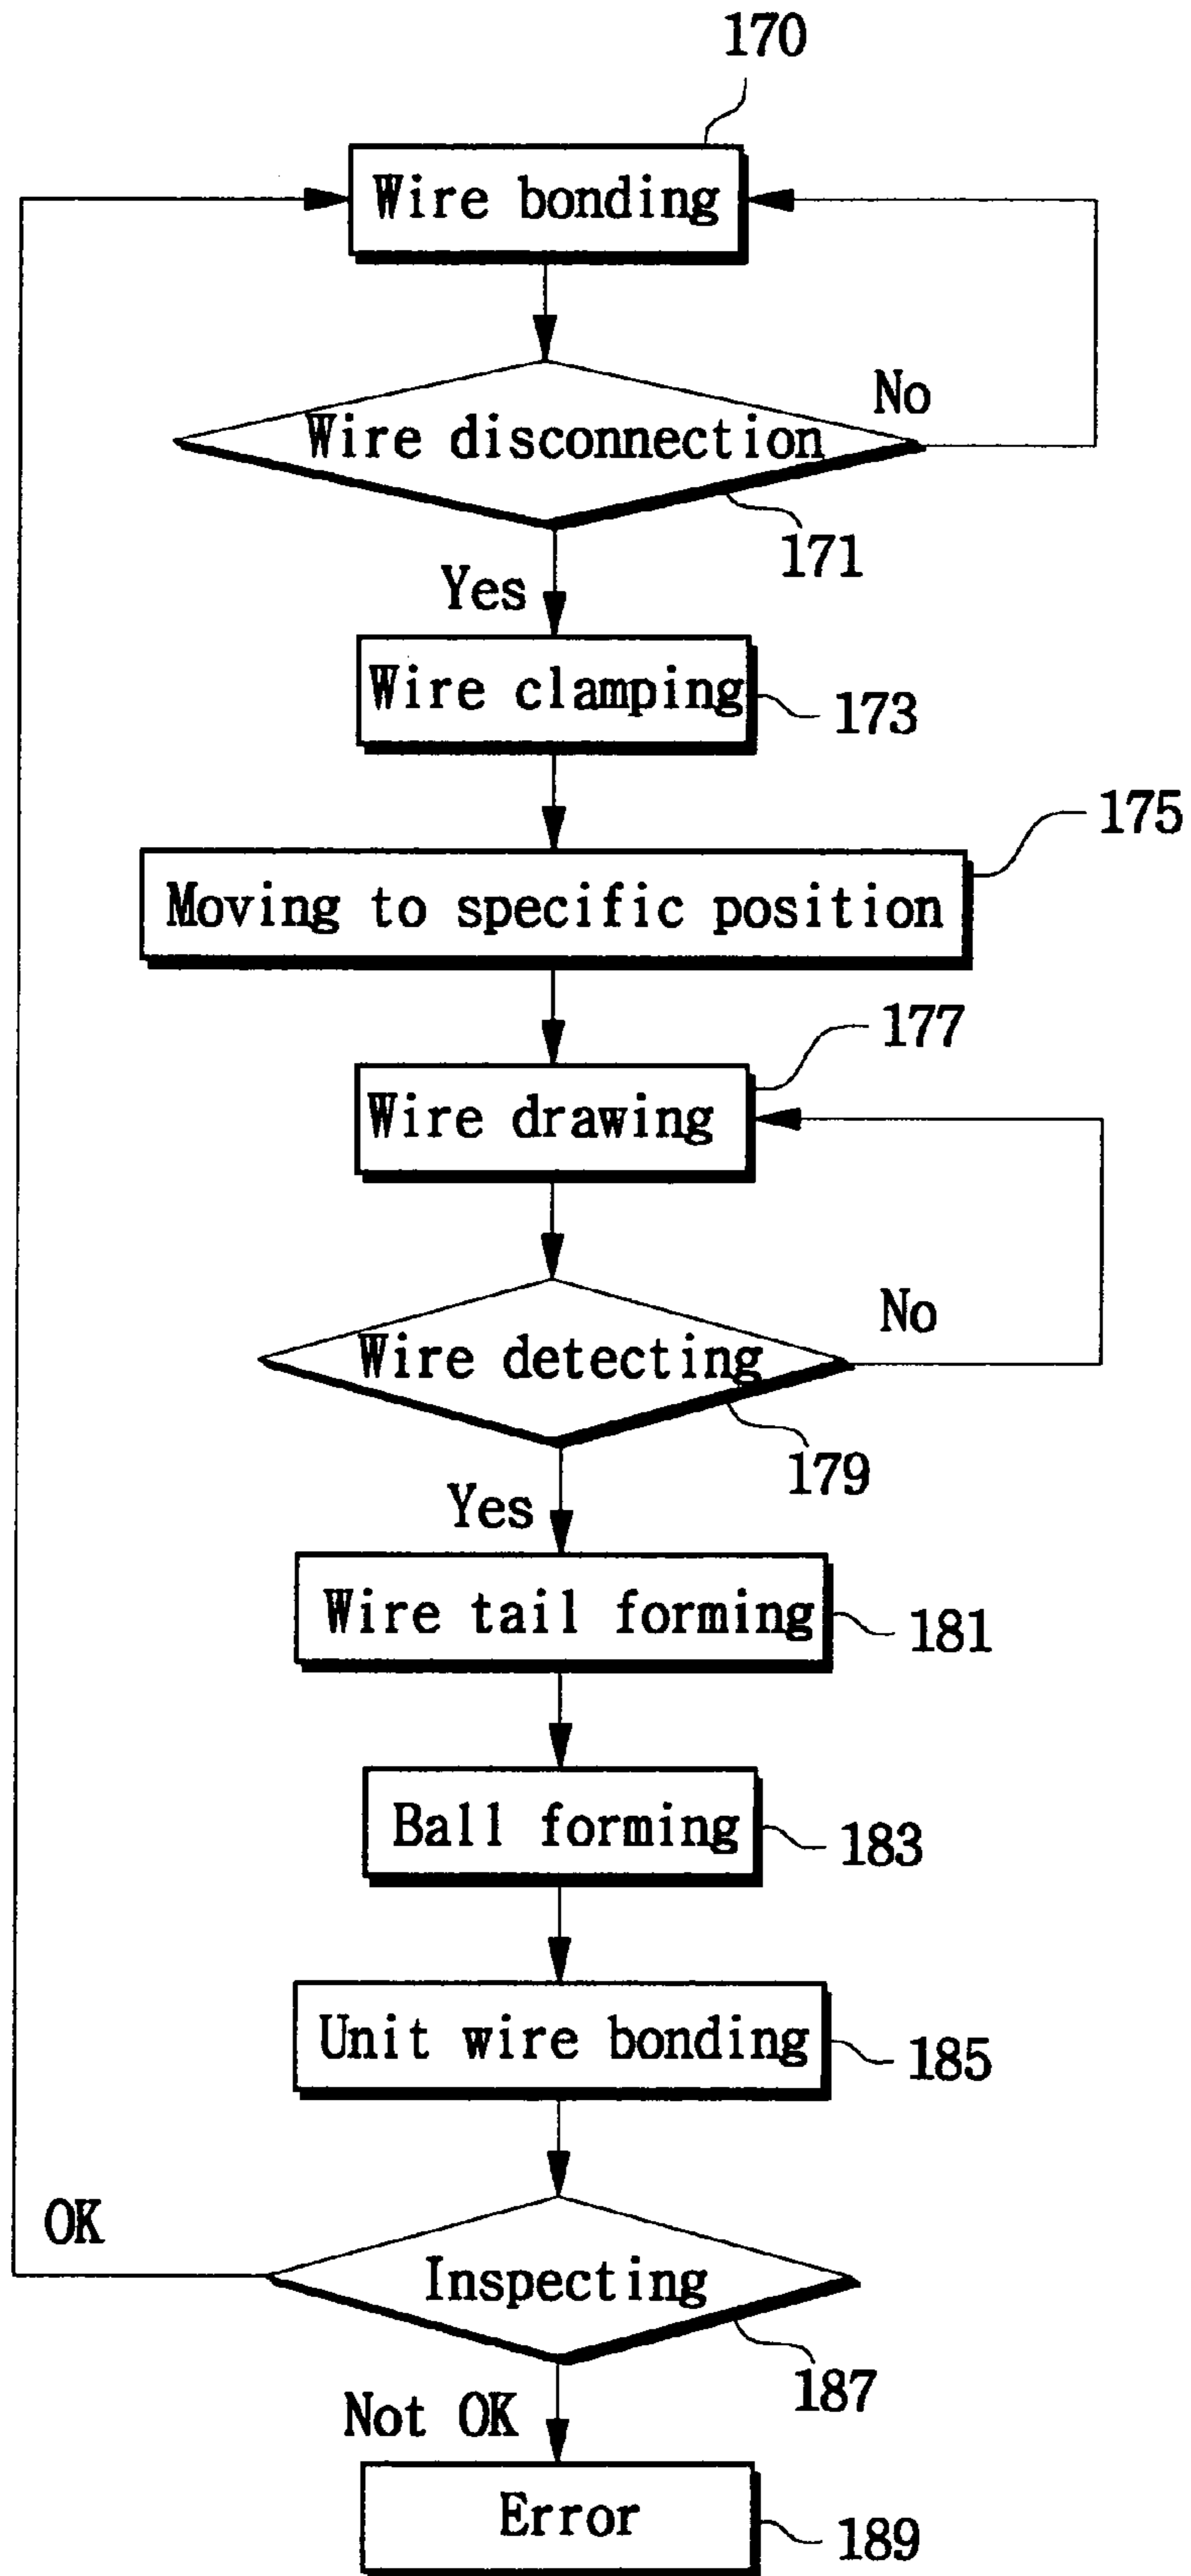 170
Wire bonding
No
Wire disconnection
171
Yes
Wire clamping
173
175
Moving to specific position
177
Wire drawing
No
Wire detecting
179
Yes
Wire tail forming
181
Ball forming
183
Unit wire bonding
185
OK
Inspecting
187
Not OK
Error
189